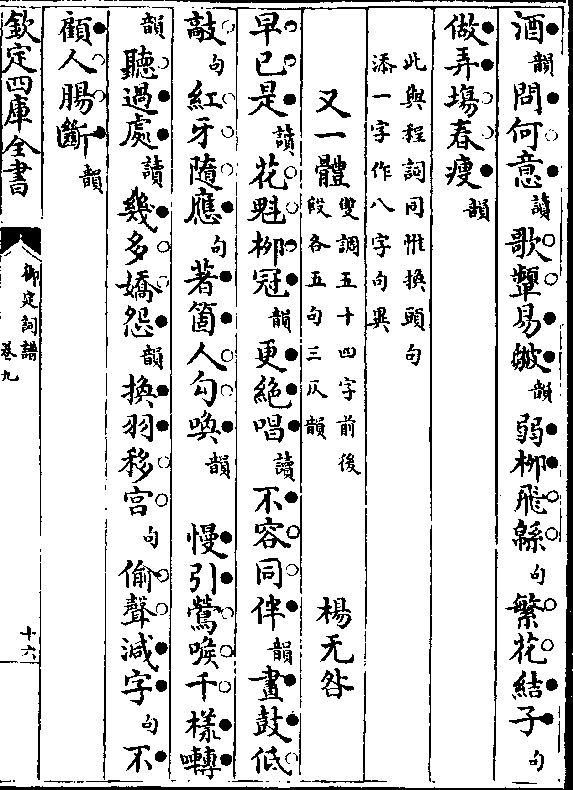 酒韻問何意讀歌顰易皴韻弱柳飛緜句繁花結子句
做弄塲春瘦韻
此與程詞同惟換頭句
添一字作八字句異
又一體雙調五十四字前後
段各五句三仄韻
楊无咎
早已是讀花魁柳冠韻更絶唱讀不容同伴韻畫鼓低
敲句紅牙随應句著箇人勾喚韻慢引鶯喉千樣囀
韻聽過處讀幾多嬌怨韻換羽移宫句偷聲減字句不
顧人腸斷韻
欽定四庫全書
御定詞譜
卷九
十六